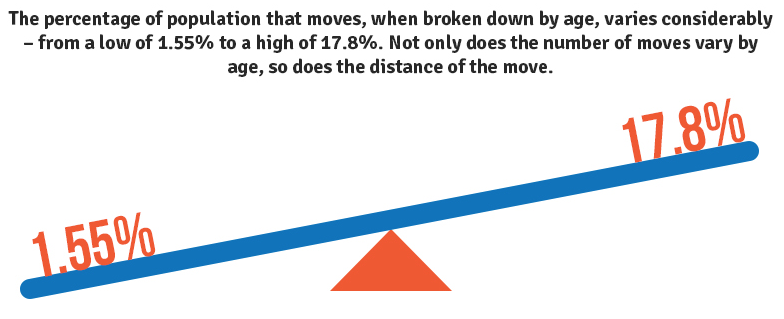 The percentage of population that moves, when broken down by age, varies considerably
– from a low of 1.55% to a high of 17.8%. Not only does the number of moves vary by
age, so does the distance of the move.
17.8%
1.55%